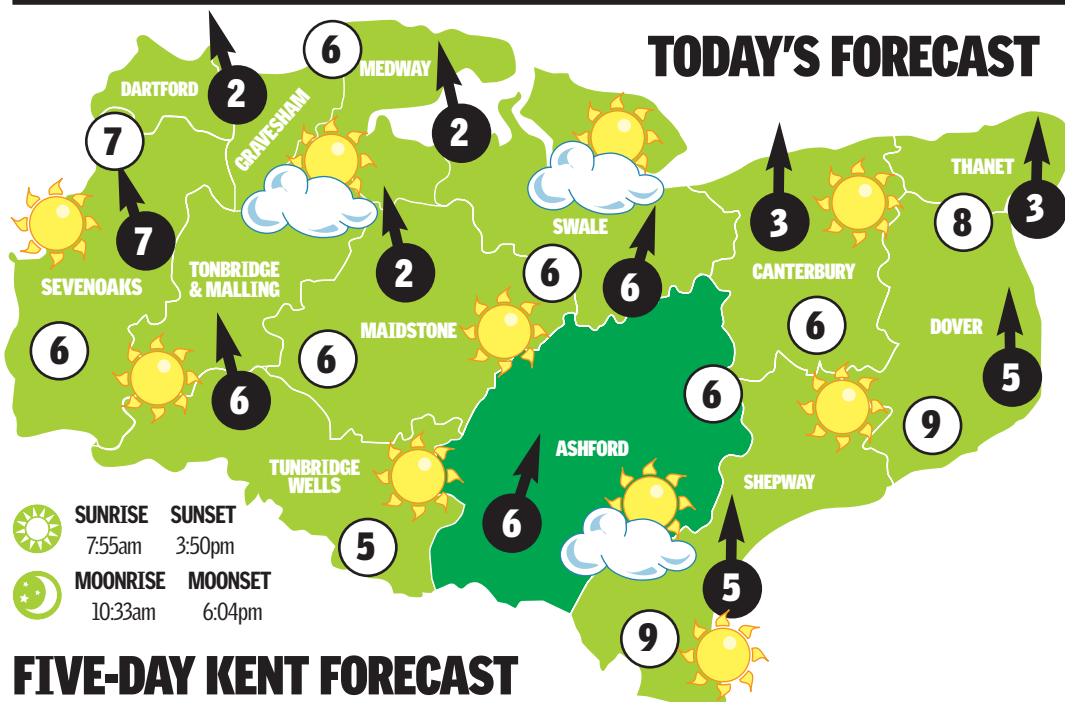 TODAY'S FORECAST
6
MEDWAY
DARTFORD
2
GRAVESHAM
2
7
THANET
3
3
8
SWALE
7
2
6
CANTERBURY
SEVENOAKS
TONBRIDGE
& MALLING
6
MAIDSTONE
6
DOVER
6
6
5
6
6
9
ASHFORD
TUNBRIDGE
WELLS
SHEPWAY
6
5
5
9
SUNRISE SUNSET
7:55am 3:50pm
MOONRISE MOONSET
10:33am 6:04pm
FIVE-DAY KENT FORECAST